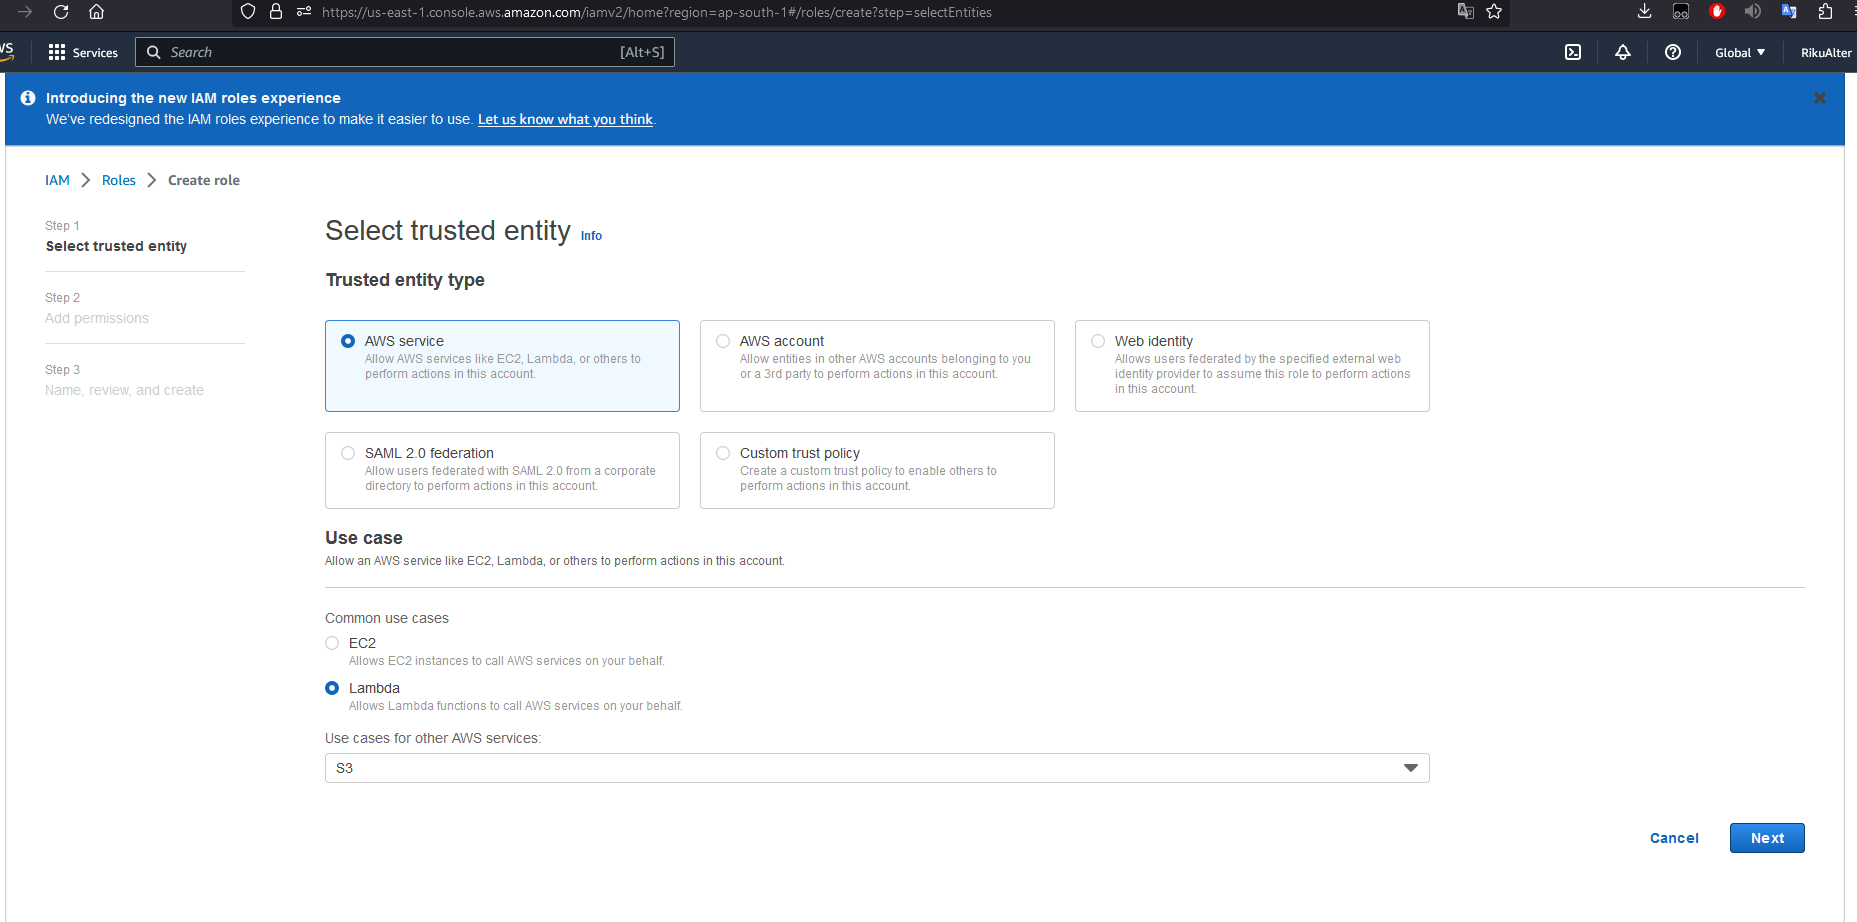 https://us-east-1.console.aws.amazon.com/iamv2/home?region=ap-south-1#/roles/create?step=selectEntities
Services
Search
[Alt+S]
Global
RikuAlter
Introducing the new IAM roles experience
We've redesigned the IAM roles experience to make it easier to use. Let us know what you think.
IAM > Roles > Create role
Step 1
Select trusted entity
Step 2
Add permissions
Step 3
Name, review, and create
Select trusted entity Info
Trusted entity type
AWS service
Allow AWS services like EC2, Lambda, or others to
perform actions in this account.
AWS account
Allow entities in other AWS accounts belonging to you
or a 3rd party to perform actions in this account.
Web identity
Allows users federated by the specified external web
identity provider to assume this role to perform actions
in this account.
SAML 2.0 federation
Allow users federated with SAML 2.0 from a corporate
directory to perform actions in this account.
Custom trust policy
Create a custom trust policy to enable others to
perform actions in this account.
Use case
Allow an AWS service like EC2, Lambda, or others to perform actions in this account.
Common use cases
EC2
Allows EC2 instances to call AWS services on your behalf.
Lambda
Allows Lambda functions to call AWS services on your behalf.
Use cases for other AWS services:
S3
Cancel
Next